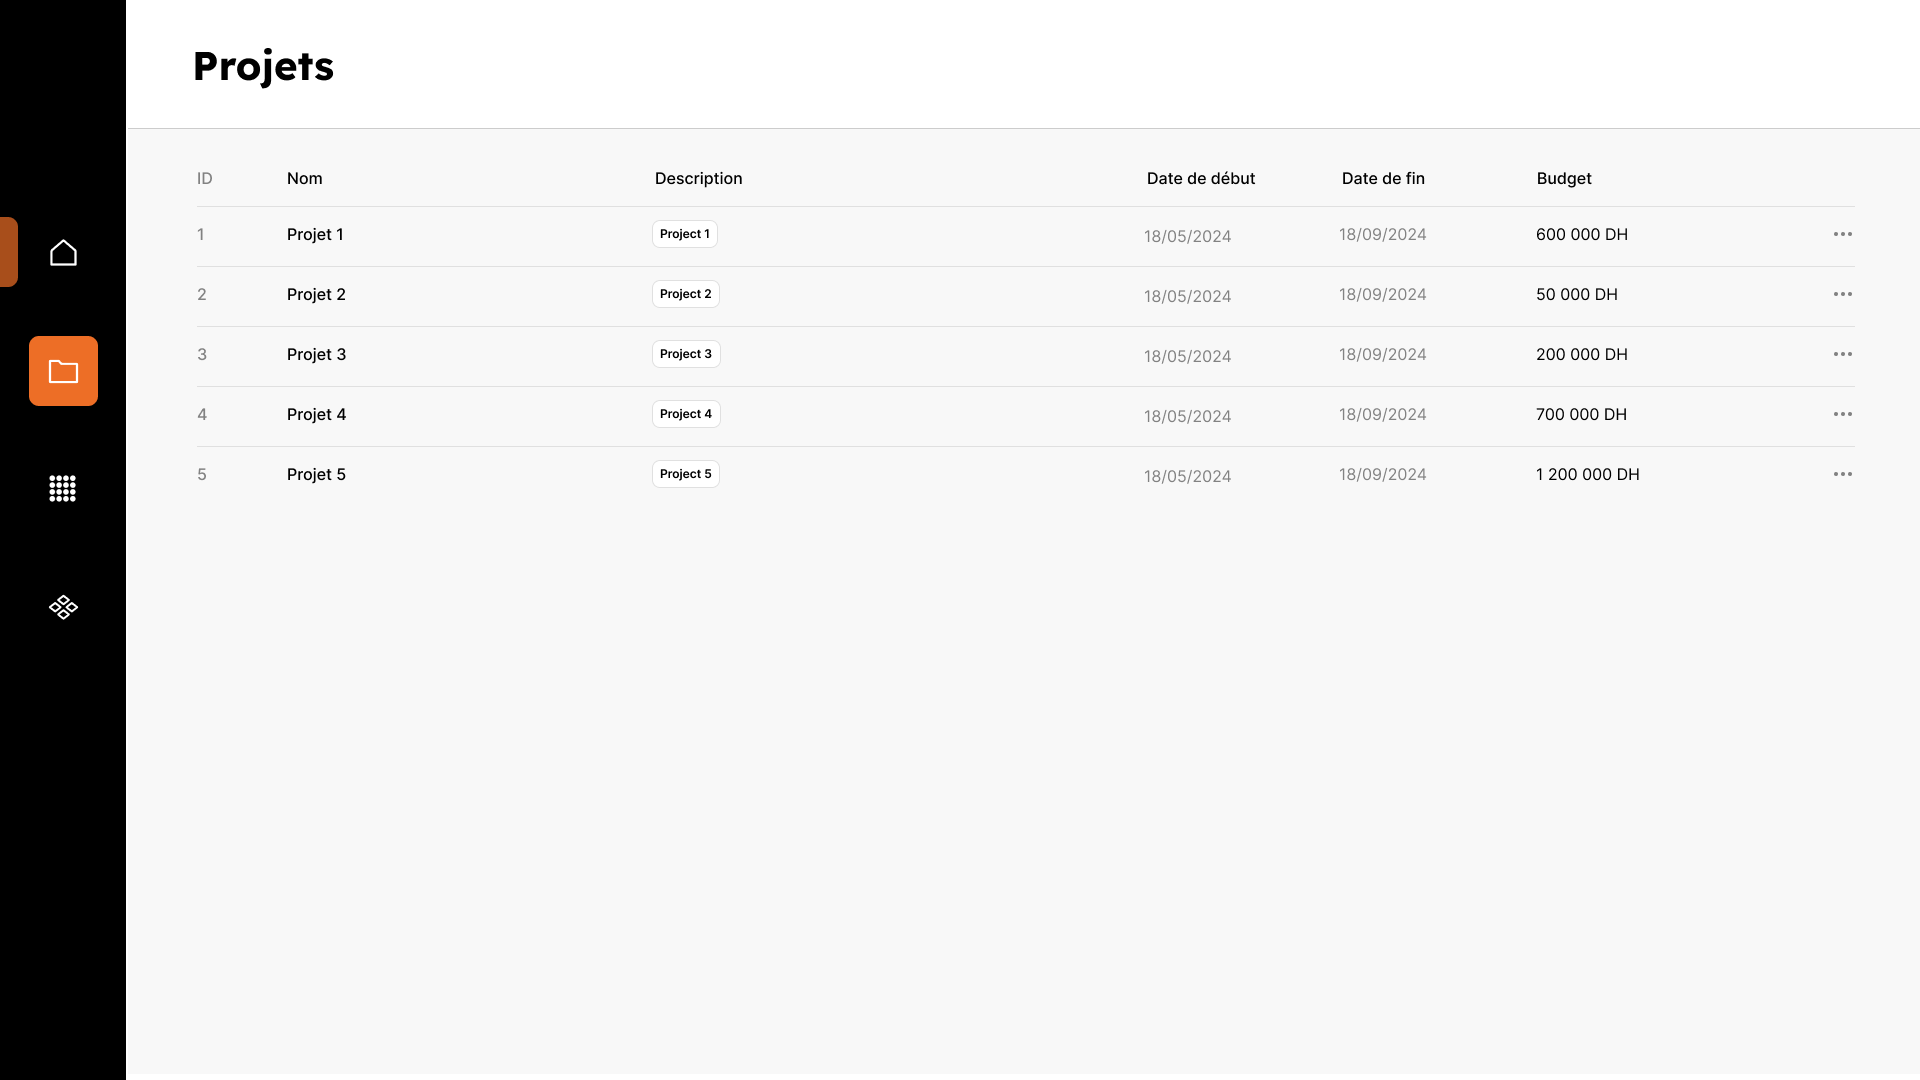 Projets
ID Nom Description Date de début Date de fin Budget
1 Projet 1 Project 1 18/05/2024 18/09/2024 600 000 DH
2 Projet 2 Project 2 18/05/2024 18/09/2024 50 000 DH
3 Projet 3 Project 3 18/05/2024 18/09/2024 200 000 DH
4 Projet 4 Project 4 18/05/2024 18/09/2024 700 000 DH
5 Projet 5 Project 5 18/05/2024 18/09/2024 1 200 000 DH